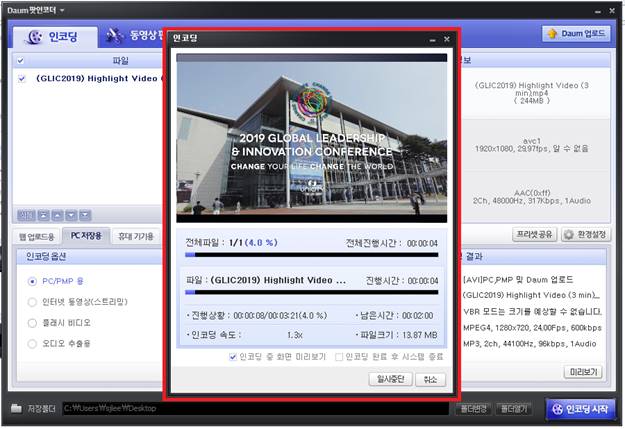 Daum 팟인코더
인코딩
동영상편
Daum 업로드
파일
(GLIC2019) Highlight Video (
인코딩
2019 GLOBAL LEADERSHIP
& INNOVATION CONFERENCE
CHANGE YOUR LIFE CHANGE THE WORLD
전체파일 : 1/1(4.0 %)
전체진행시간 : 00:00:04
파일 : (GLIC2019) Highlight Video ...
진행시간 : 00:00:04
진행상황 : 00:00:08/00:03:21(4.0 %)
남은시간 : 00:02:00
인코딩 속도 : 1.3x
파일크기 : 13.87 MB
인코딩 중 화면 미리보기
인코딩 완료 후 시스템 종료
일시중단
취소
보
(GLIC2019) Highlight Video (3
min).mp4
( 244MB )
avc1
1920x1080, 29.97fps, 알 수 없음
AAC(0xff)
2Ch, 48000Hz, 317Kbps, 1Audio
삭제
웹 업로드용
PC 저장용
휴대 기기용
프리셋 공유
환경설정
인코딩 옵션
PC/PMP 용
인터넷 동영상(스트리밍)
플래시 비디오
오디오 추출용
결과
[AVI]PC,PMP 및 Daum 업로드
(GLIC2019) Highlight Video (3 min)_
VBR 모드는 크기를 예상할 수 없습니다.
MPEG4, 1280x720, 24.00Fps, 600kbps
MP3, 2ch, 44100Hz, 96kbps, 1Audio
미리보기
저장폴더
C:\Users\sjlee\Desktop
폴더변경
폴더열기
인코딩 시작